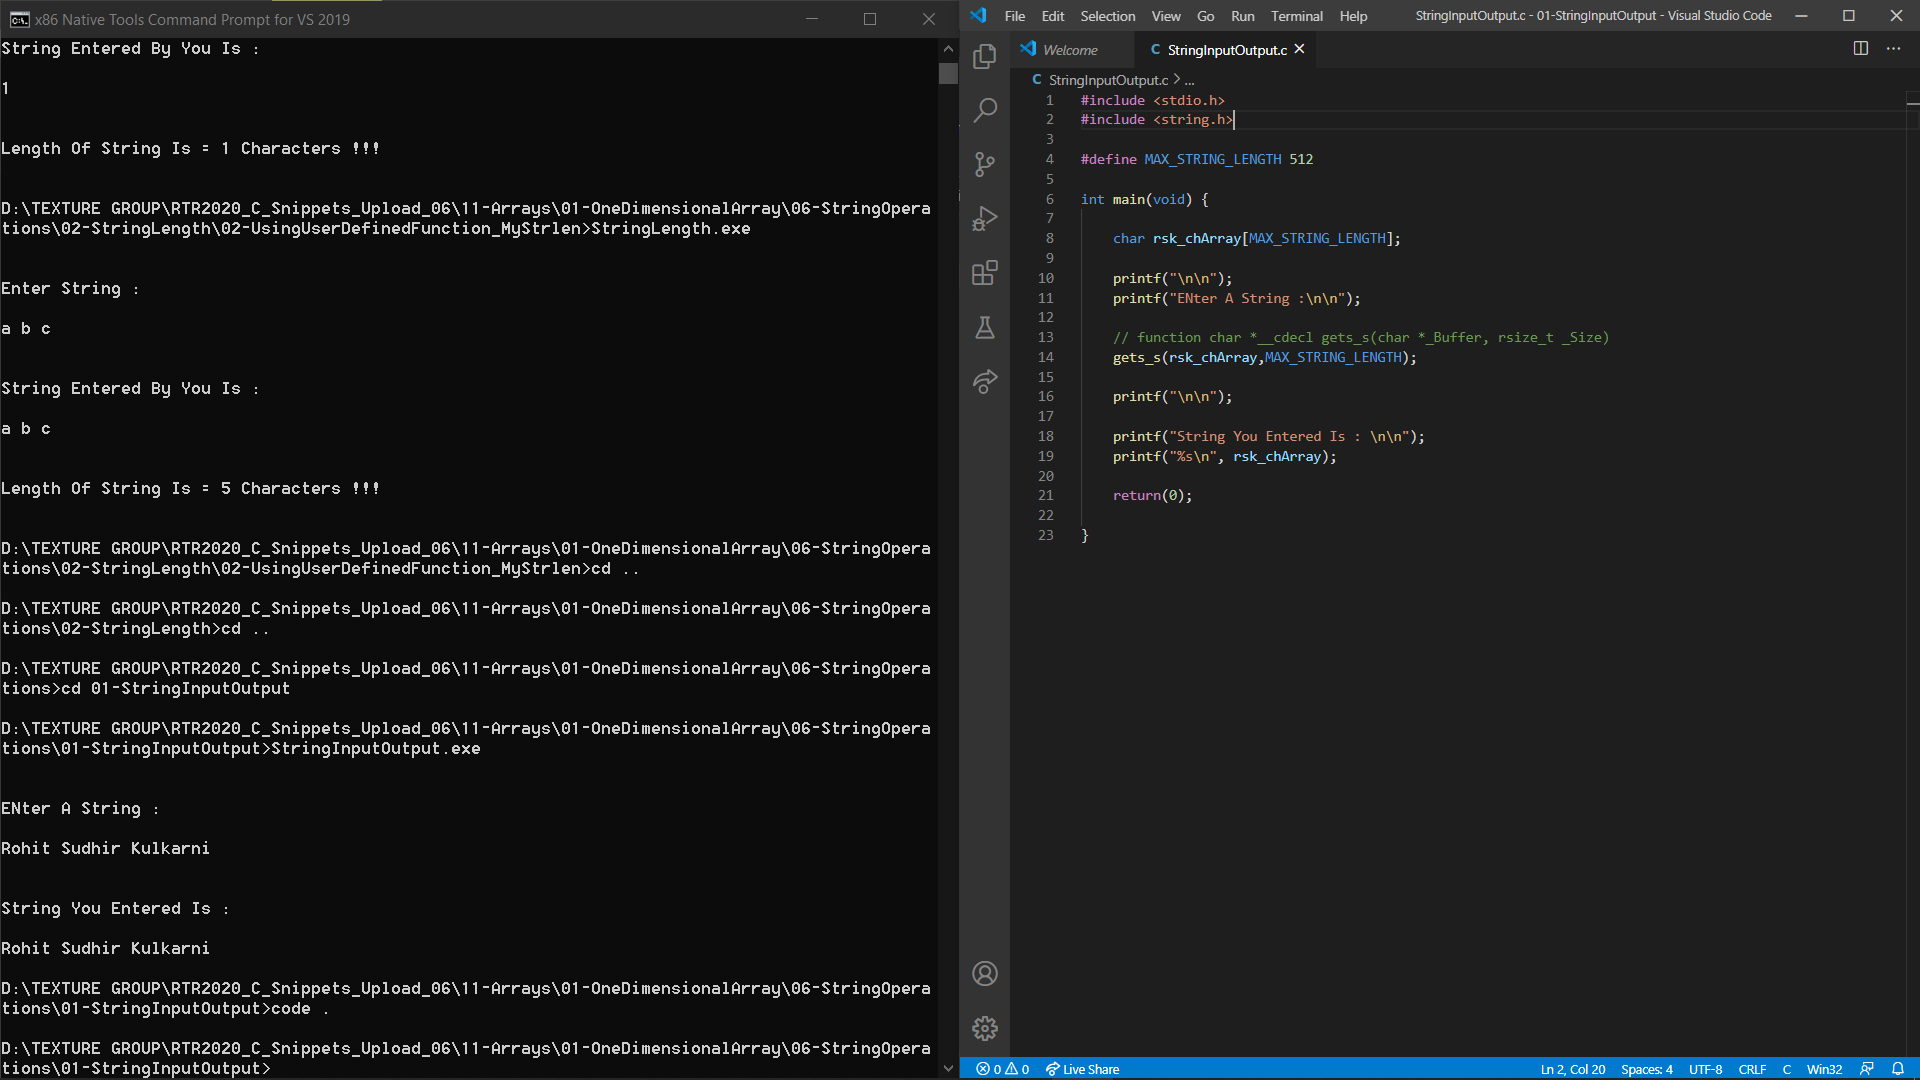 x86 Native Tools Command Prompt for VS 2019
String Entered By You Is :
1
Length Of String Is = 1 Characters !!!
D:\TEXTURE GROUP\RTR2020_C_Snippets_Upload_06\11-Arrays\01-OneDimensionalArray\06-StringOpera
tions\02-StringLength\02-UsingUserDefinedFunction_MyStrlen>StringLength.exe
Enter String :
a b c
String Entered By You Is :
a b c
Length Of String Is = 5 Characters !!!
D:\TEXTURE GROUP\RTR2020_C_Snippets_Upload_06\11-Arrays\01-OneDimensionalArray\06-StringOpera
tions\02-StringLength\02-UsingUserDefinedFunction_MyStrlen>cd ..
D:\TEXTURE GROUP\RTR2020_C_Snippets_Upload_06\11-Arrays\01-OneDimensionalArray\06-StringOpera
tions\02-StringLength>cd ..
D:\TEXTURE GROUP\RTR2020_C_Snippets_Upload_06\11-Arrays\01-OneDimensionalArray\06-StringOpera
tions>cd 01-StringInputOutput
D:\TEXTURE GROUP\RTR2020_C_Snippets_Upload_06\11-Arrays\01-OneDimensionalArray\06-StringOpera
tions\01-StringInputOutput>StringInputOutput.exe
ENter A String :
Rohit Sudhir Kulkarni
String You Entered Is :
Rohit Sudhir Kulkarni
D:\TEXTURE GROUP\RTR2020_C_Snippets_Upload_06\11-Arrays\01-OneDimensionalArray\06-StringOpera
tions\01-StringInputOutput>code .
D:\TEXTURE GROUP\RTR2020_C_Snippets_Upload_06\11-Arrays\01-OneDimensionalArray\06-StringOpera
tions\01-StringInputOutput>
File Edit Selection View Go Run Terminal Help StringInputOutput.c - 01-StringInputOutput - Visual Studio Code
Welcome C StringInputOutput.c
C StringInputOutput.c > ...
1 #include <stdio.h>
2 #include <string.h>
3
4 #define MAX_STRING_LENGTH 512
5
6 int main(void) {
7
8 char rsk_chArray[MAX_STRING_LENGTH];
9
10 printf("\n\n");
11 printf("ENter A String :\n\n");
12
13 // function char *__cdecl gets_s(char *_Buffer, rsize_t _Size)
14 gets_s(rsk_chArray,MAX_STRING_LENGTH);
15
16 printf("\n\n");
17
18 printf("String You Entered Is : \n\n");
19 printf("%s\n", rsk_chArray);
20
21 return(0);
22
23 }
0 0 Live Share Ln 2, Col 20 Spaces: 4 UTF-8 CRLF C Win32